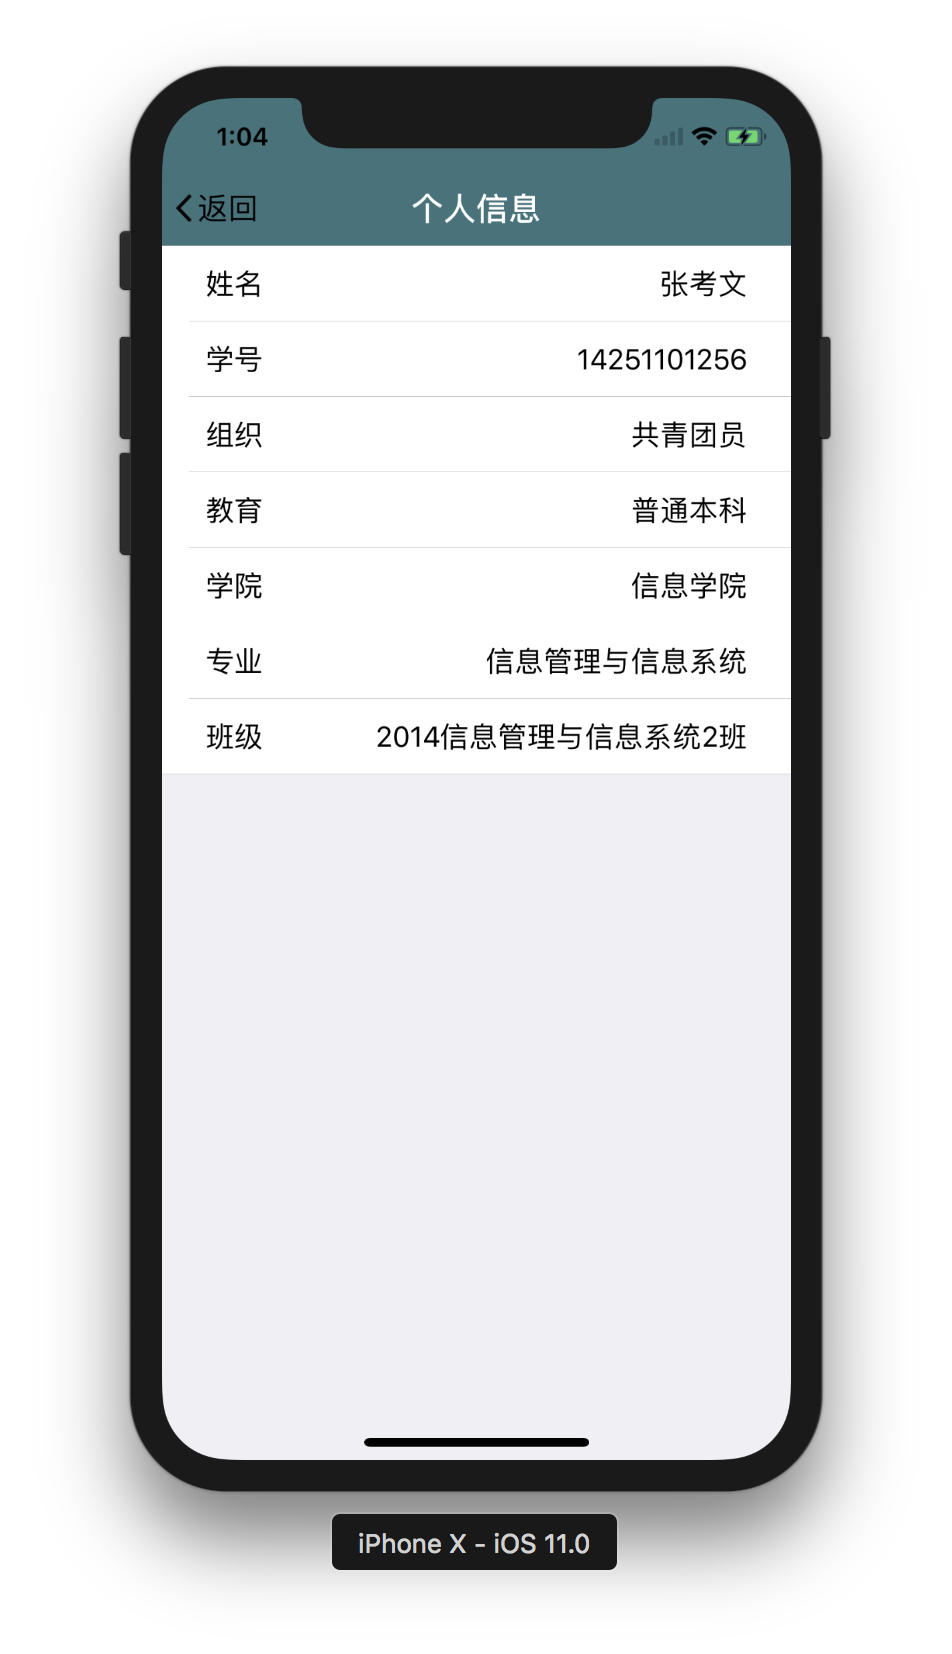 1:04
返回 个人信息
姓名 张考文
学号 14251101256
组织 共青团员
教育 普通本科
学院 信息学院
专业 信息管理与信息系统
班级 2014信息管理与信息系统2班
iPhone X - iOS 11.0